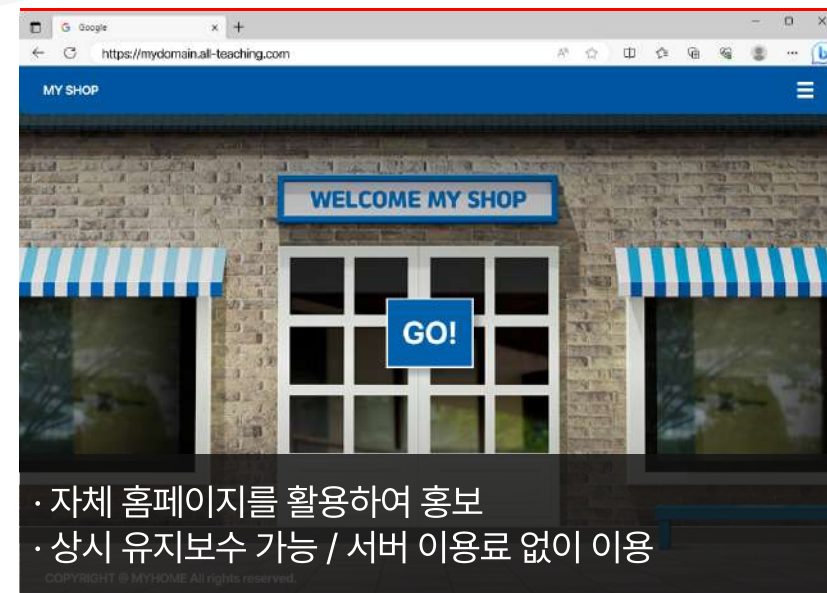 Google
https://mydomain.all-teaching.com
MY SHOP
WELCOME MY SHOP
GO!
· 자체 홈페이지를 활용하여 홍보
· 상시 유지보수 가능 / 서버 이용료 없이 이용
COPYRIGHT @ MYHOME All rights reserved.